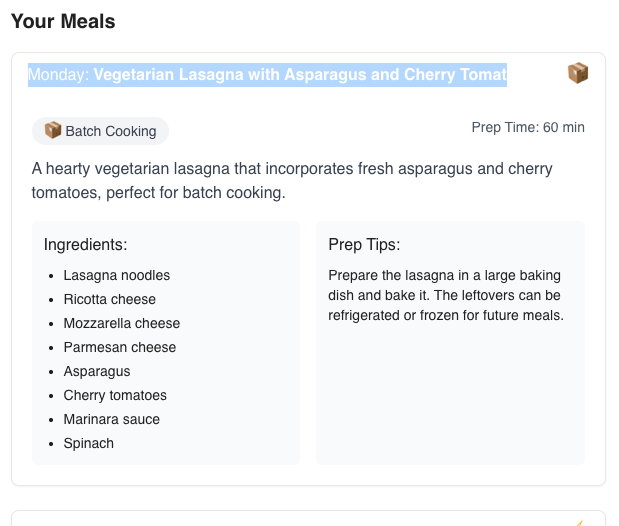 Your Meals
Monday: Vegetarian Lasagna with Asparagus and Cherry Tomat
Batch Cooking
Prep Time: 60 min
A hearty vegetarian lasagna that incorporates fresh asparagus and cherry
tomatoes, perfect for batch cooking.
Ingredients:
Lasagna noodles
Ricotta cheese
Mozzarella cheese
Parmesan cheese
Asparagus
Cherry tomatoes
Marinara sauce
Spinach
Prep Tips:
Prepare the lasagna in a large baking
dish and bake it. The leftovers can be
refrigerated or frozen for future meals.